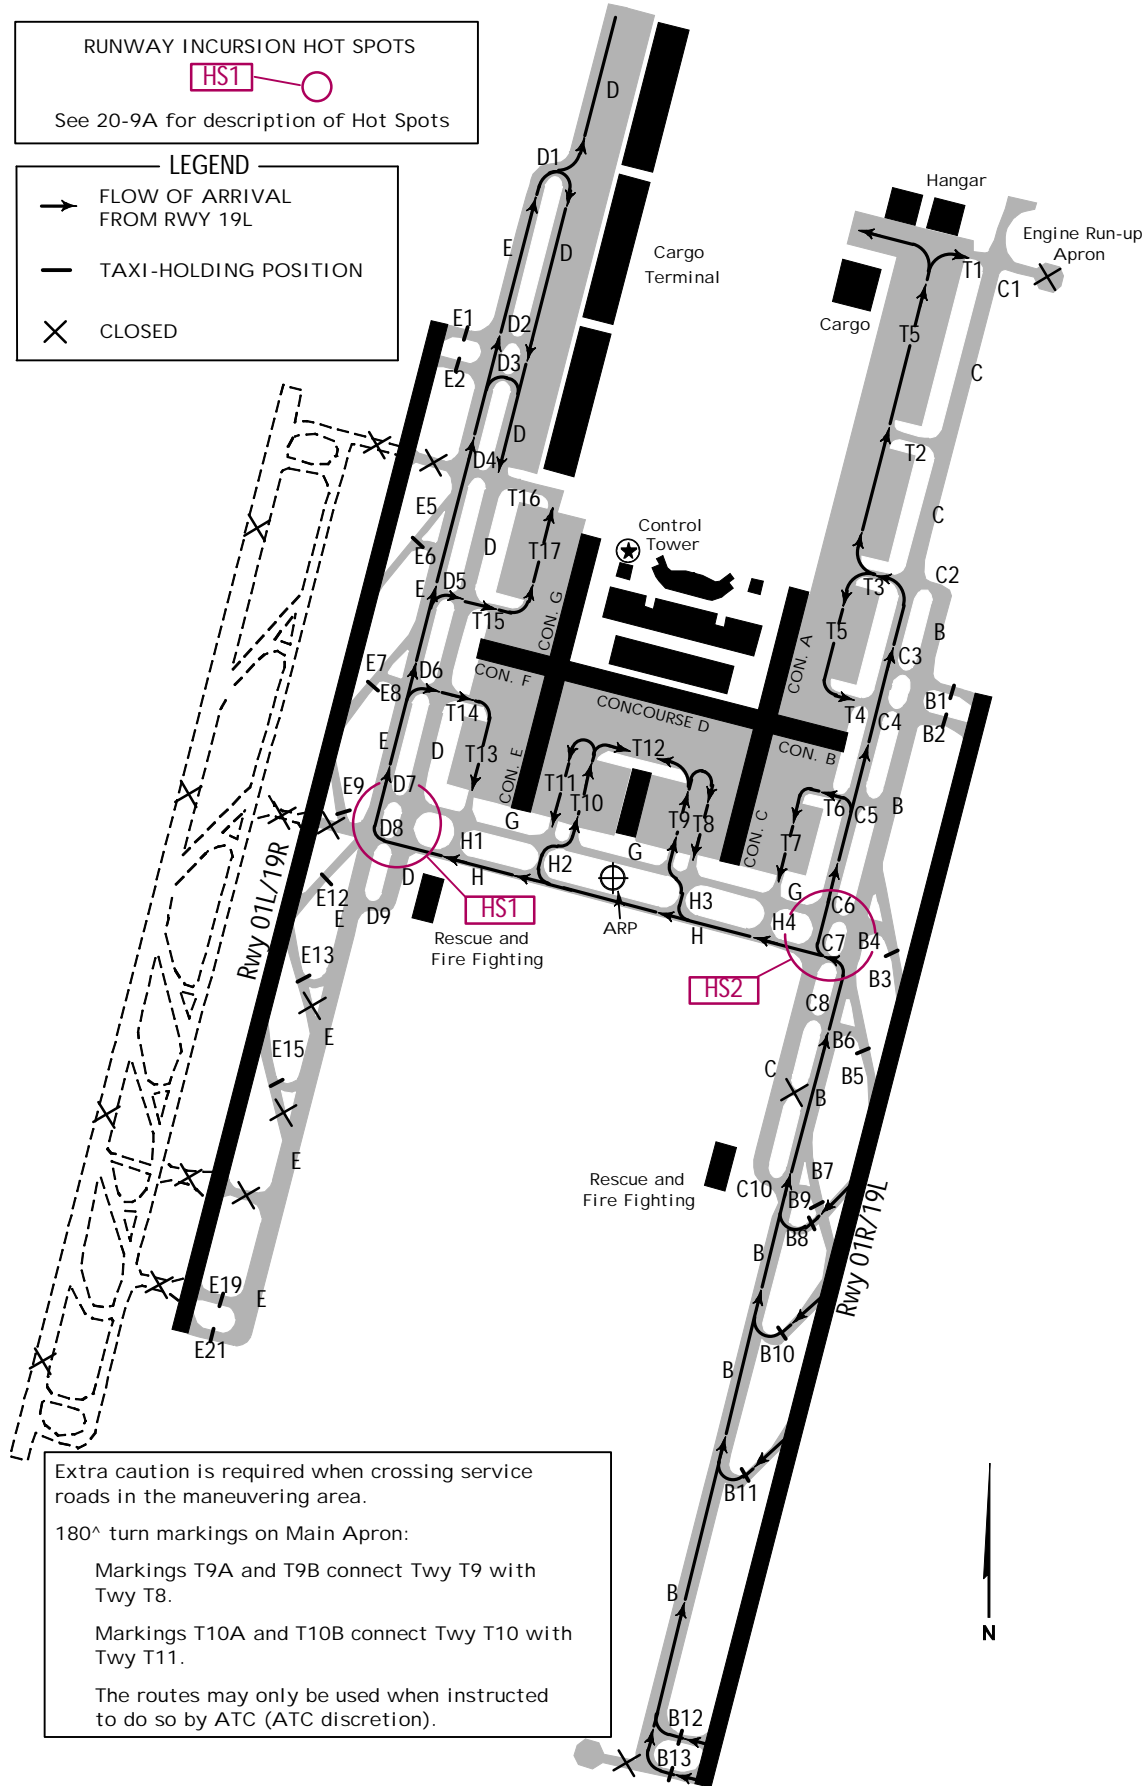 RUNWAY INCURSION HOT SPOTS
HS1
See 20-9A for description of Hot Spots
LEGEND
FLOW OF ARRIVAL
FROM RWY 19L
TAXI-HOLDING POSITION
CLOSED
D
D1
E
D
Cargo
Terminal
Hangar
Engine Run-up
Apron
T1
C1
Cargo
T5
C
E1
D2
E2
D3
D
D4
T2
C
E5
T16
E6
D
T17
Control
Tower
E
D5
T15
CON. G
T3
C2
T5
B
CON. A
C3
E7
D6
E8
T14
CON. F
CONCOURSE D
T4
C4
B1
B2
E
D
T13
CON. E
T12
CON. B
E9
D7
T11
T10
T9
T8
CON. C
T7
T6
C5
B
D8
H1
G
H2
G
H3
G
H4
C6
D
H
HS1
ARP
H
C7
B4
B3
E12
E
D9
Rescue and
Fire Fighting
HS2
C8
Rwy 01L/19R
E13
E
E15
B6
B5
C
B
E
Rescue and
Fire Fighting
C10
B7
B9
B8
B
Rwy 01R/19L
E19
E
E21
B10
B
B11
Extra caution is required when crossing service
roads in the maneuvering area.
180^ turn markings on Main Apron:
Markings T9A and T9B connect Twy T9 with
Twy T8.
Markings T10A and T10B connect Twy T10 with
Twy T11.
The routes may only be used when instructed
to do so by ATC (ATC discretion).
B
N
B12
B13